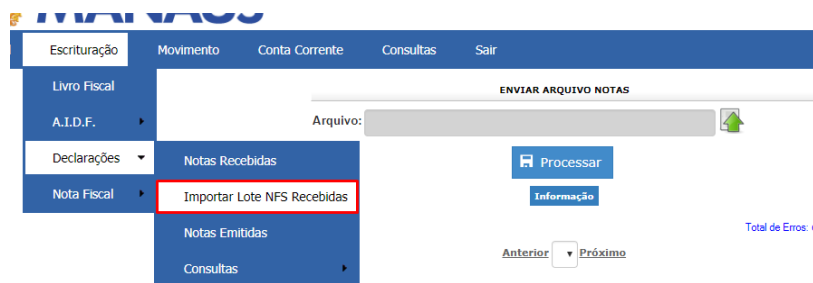 MANAUS
Escrituração Movimento Conta Corrente Consultas Sair
Livro Fiscal
ENVIAR ARQUIVO NOTAS
A.I.D.F.
Arquivo:
Declarações
Notas Recebidas
Processar
Nota Fiscal
Importar Lote NFS Recebidas
Informação
Notas Emitidas
Total de Erros:
Anterior Próximo
Consultas